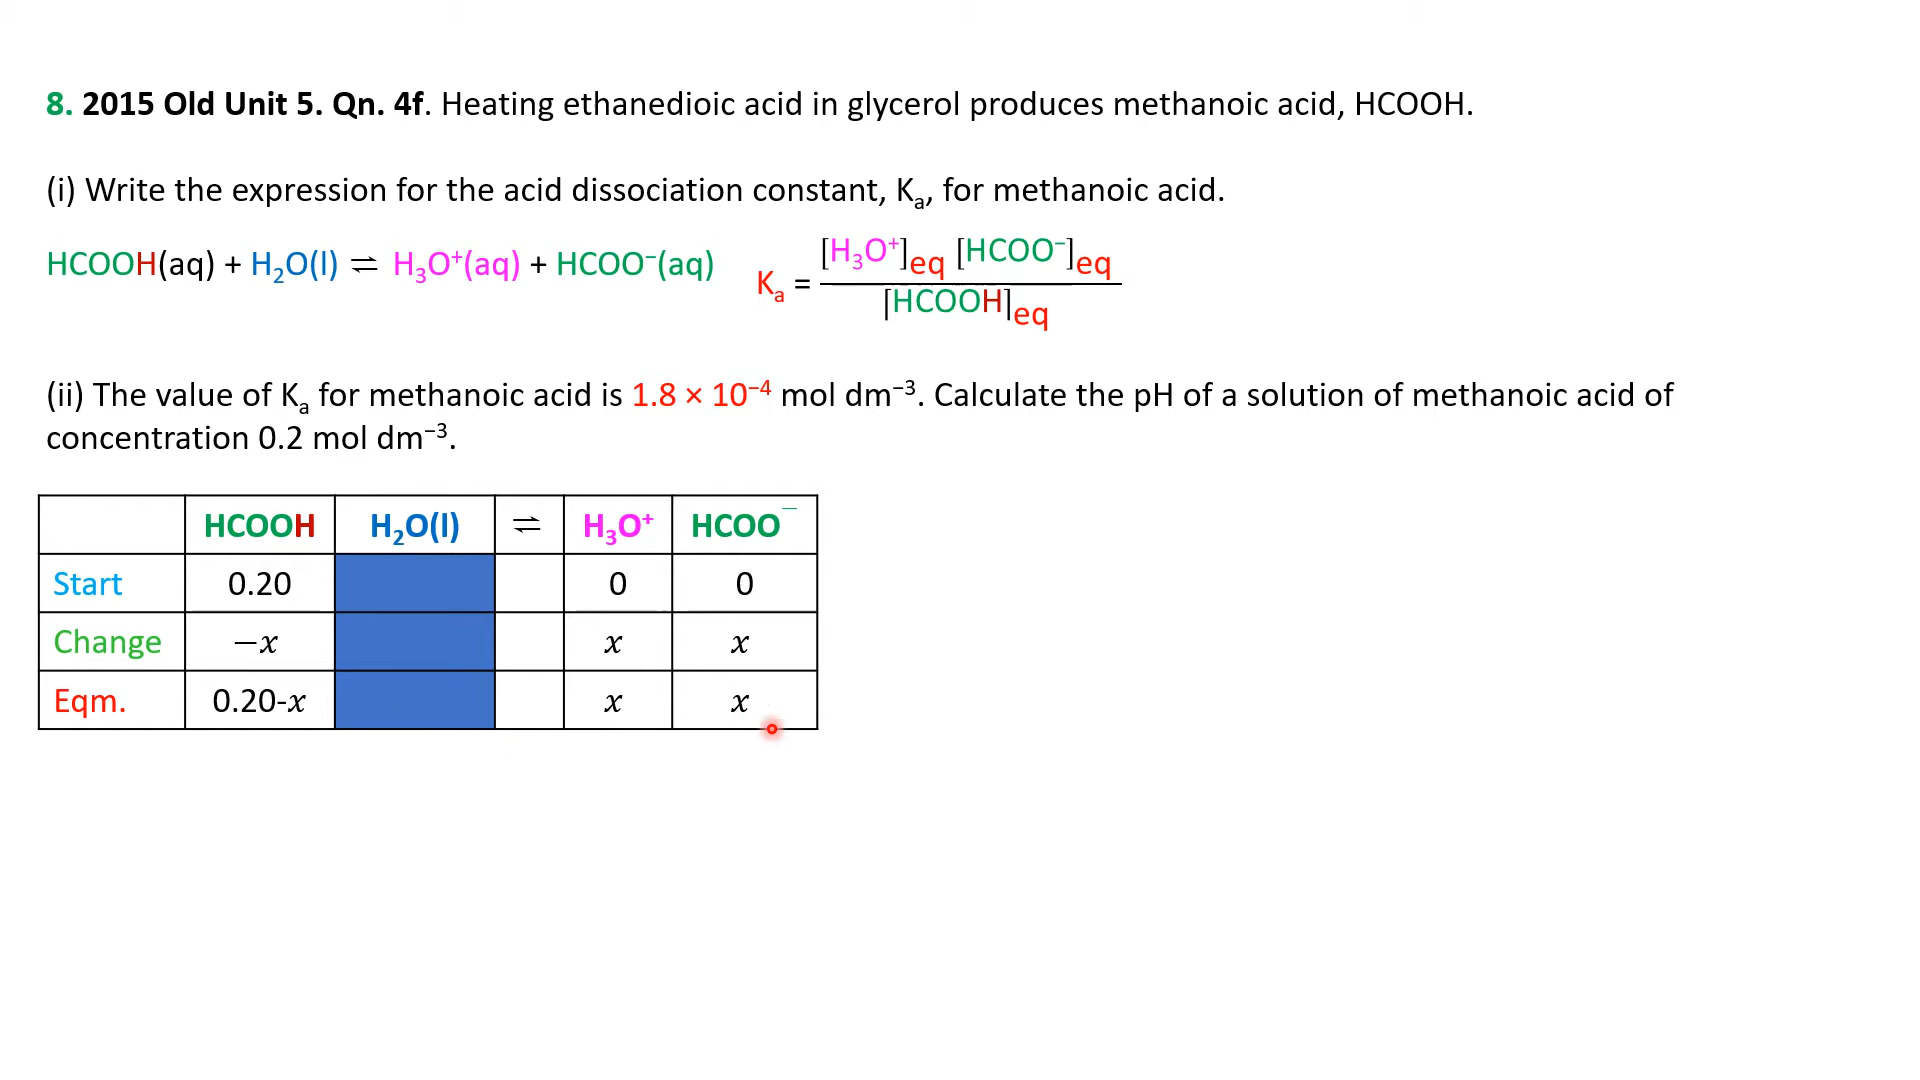 8. 2015 Old Unit 5. Qn. 4f. Heating ethanedioic acid in glycerol produces methanoic acid, HCOOH.
(i) Write the expression for the acid dissociation constant, Kₐ, for methanoic acid.
HCOOH(aq) + H₂O(l) ⇌ H₃O⁺(aq) + HCOO⁻(aq)
Kₐ = [H₃O⁺]eq [HCOO⁻]eq
[HCOOH]eq
(ii) The value of Kₐ for methanoic acid is 1.8 × 10⁻⁴ mol dm⁻³. Calculate the pH of a solution of methanoic acid of
concentration 0.2 mol dm⁻³.
HCOOH H₂O(l) ⇌ H₃O⁺ HCOO⁻
Start 0.20 0 0
Change −x x x
Eqm. 0.20-x x x